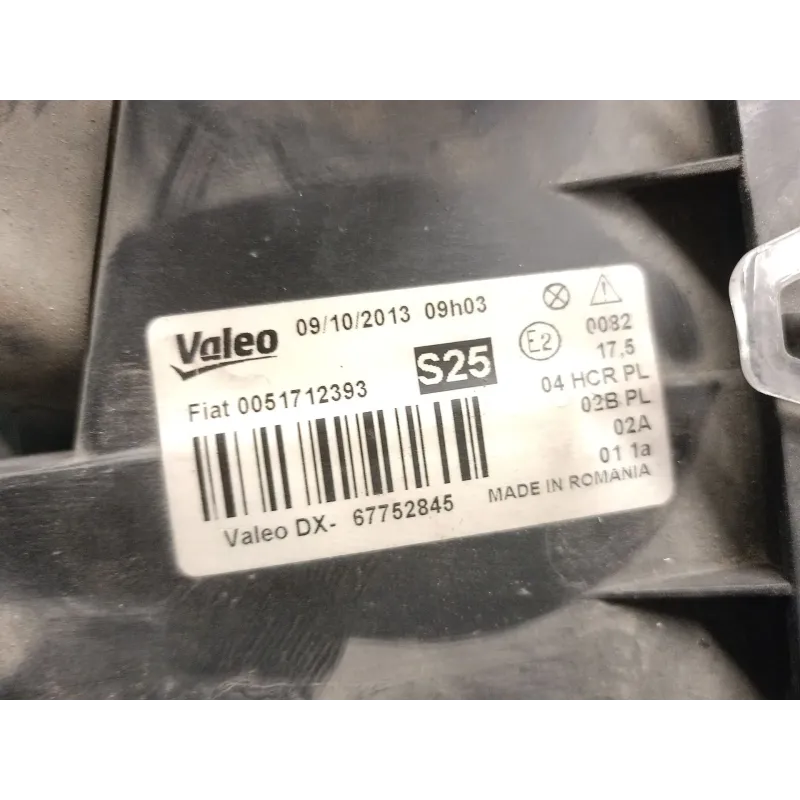 Valeo 09/10/2013 09h03
Fiat 0051712393 S25
E2 0082
17,5
04 HCR PL
02B PL
02A
01 1a
Valeo DX- 67752845
MADE IN ROMANIA